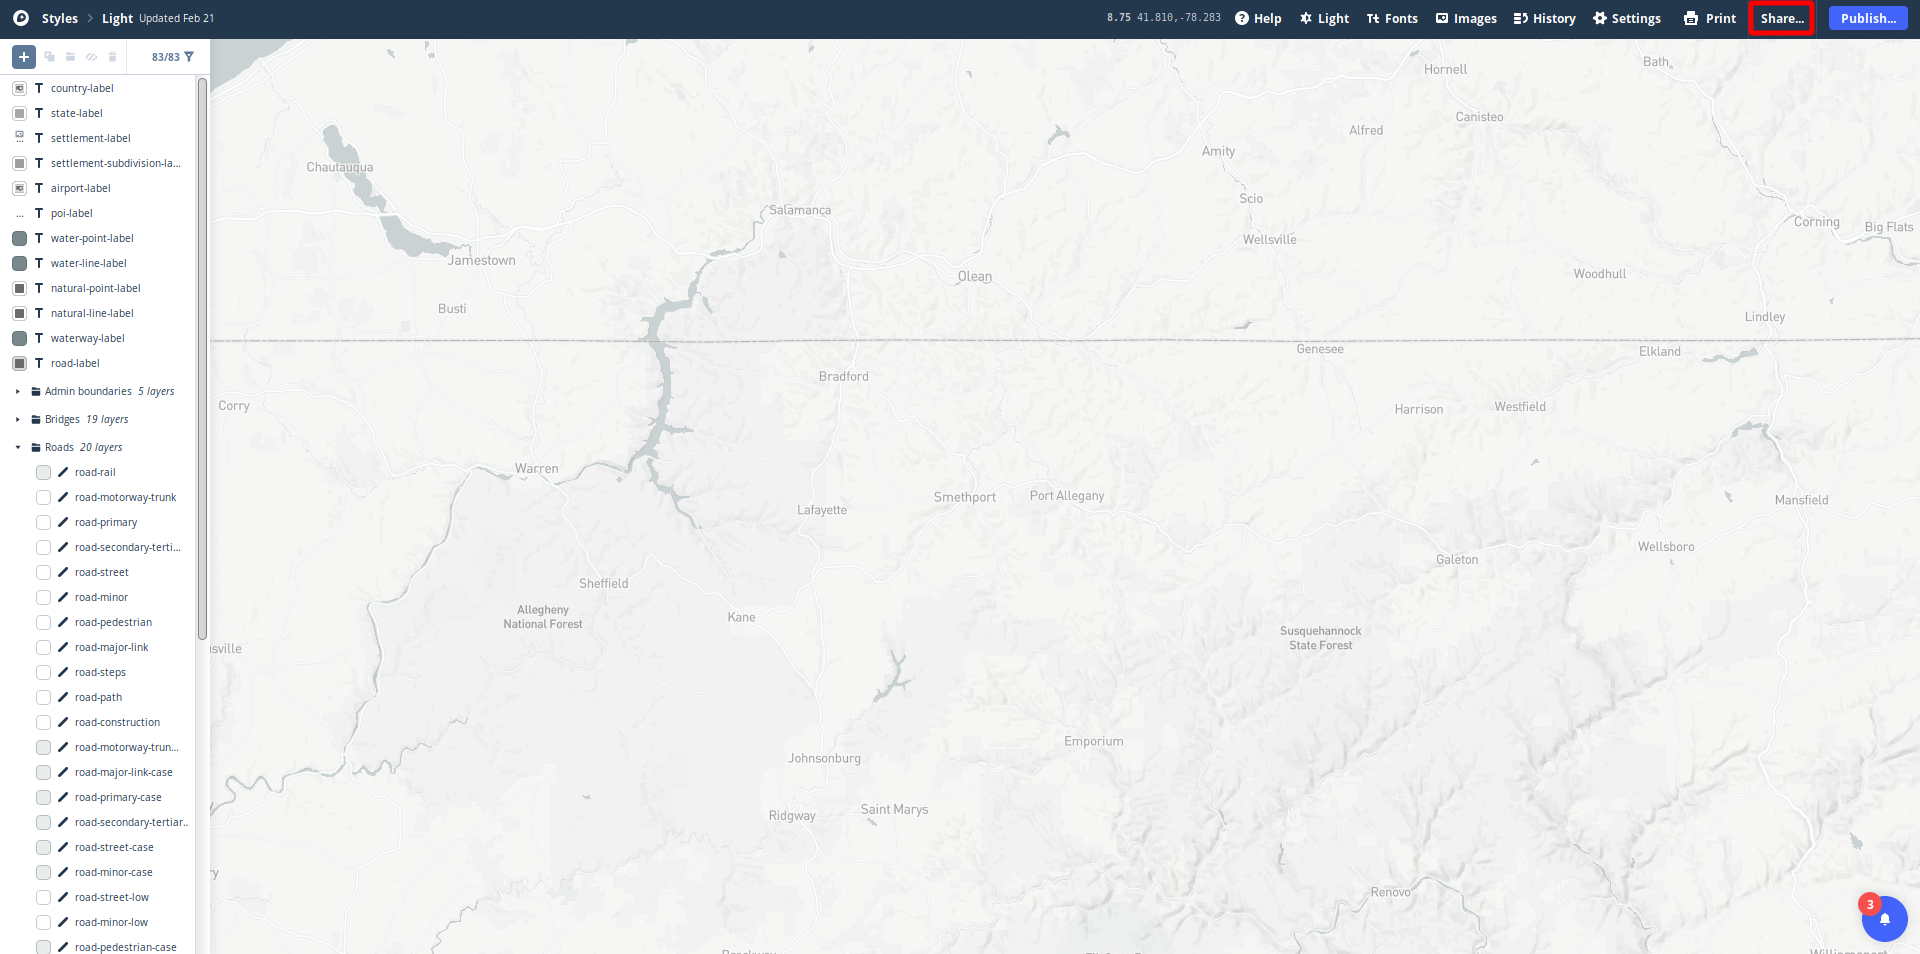 Styles > Light Updated Feb 21
8.75 41.810,-78.283 Help Light Fonts Images History Settings Print Share... Publish...
83/83
country-label
state-label
settlement-label
settlement-subdivision-la...
airport-label
poi-label
water-point-label
water-line-label
natural-point-label
natural-line-label
waterway-label
road-label
Admin boundaries 5 layers
Bridges 19 layers
Roads 20 layers
road-rail
road-motorway-trunk
road-primary
road-secondary-terti...
road-street
road-minor
road-pedestrian
road-major-link
road-steps
road-path
road-construction
road-motorway-trun...
road-major-link-case
road-primary-case
road-secondary-tertiar..
road-street-case
road-minor-case
road-street-low
road-minor-low
road-pedestrian-case
Hornell
Bath
Canisteo
Alfred
Amity
Chautauqua
Scio
Salamanca
Corning
Big Flats
Wellsville
Jamestown
Woodhull
Olean
Busti
Lindley
Genesee
Elkland
Bradford
Corry
Harrison
Westfield
Warren
Smethport
Port Allegany
Mansfield
Lafayette
Wellsboro
Galeton
Sheffield
Allegheny
National Forest
Kane
Susquehannock
State Forest
sville
Emporium
Johnsonburg
Saint Marys
Ridgway
ry
Renovo
3